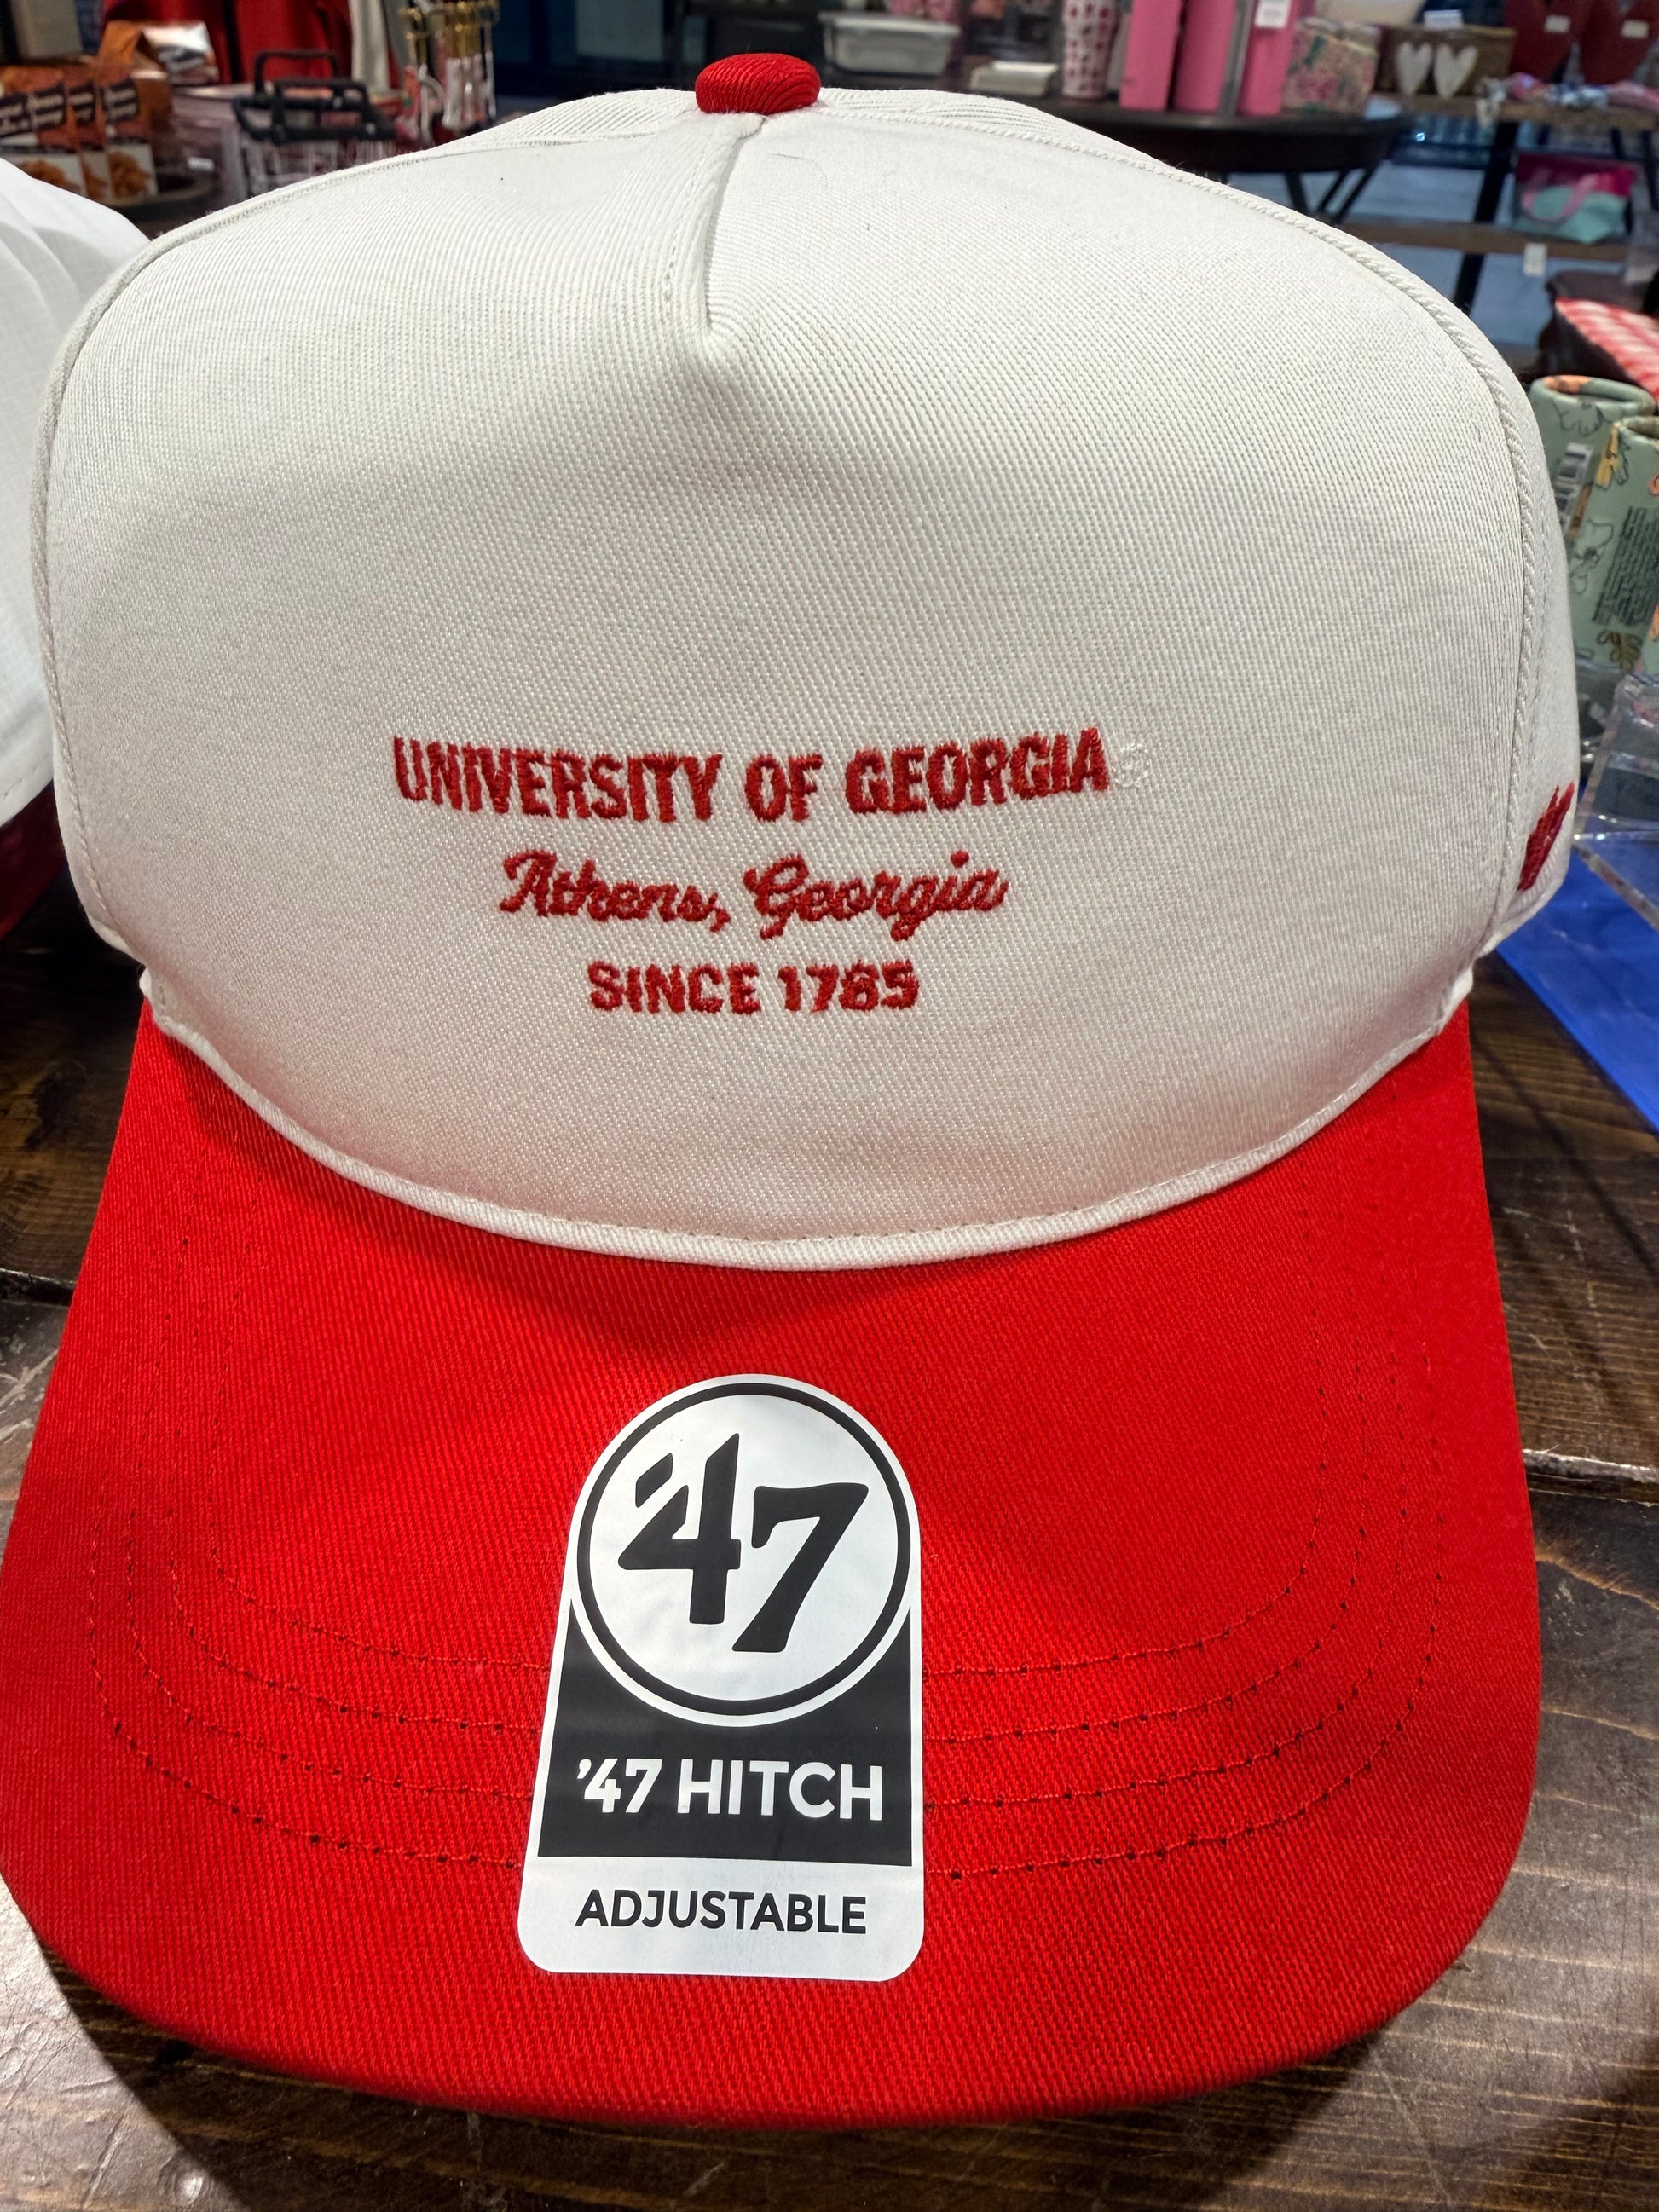 UNIVERSITY OF GEORGIA®
Athens, Georgia
SINCE 1785
'47
'47 HITCH
ADJUSTABLE